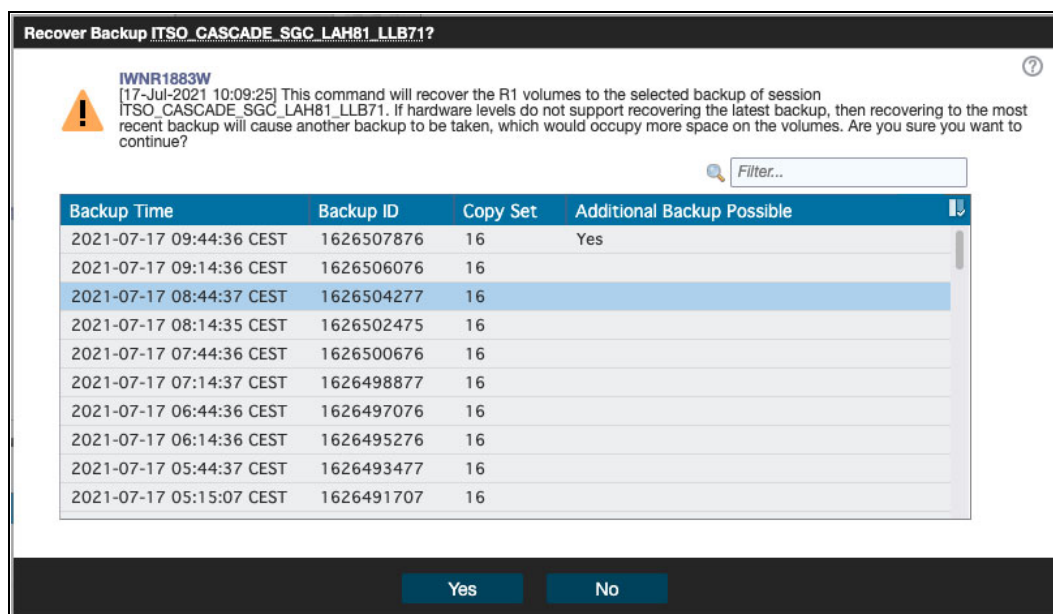 Recover Backup ITSO_CASCADE_SGC_LAH81_LLB71?
IWNR1883W
[17-Jul-2021 10:09:25] This command will recover the R1 volumes to the selected backup of session
ITSO_CASCADE_SGC_LAH81_LLB71. If hardware levels do not support recovering the latest backup, then recovering to the most
recent backup will cause another backup to be taken, which would occupy more space on the volumes. Are you sure you want to
continue?
Filter...
Backup Time Backup ID Copy Set Additional Backup Possible
2021-07-17 09:44:36 CEST 1626507876 16 Yes
2021-07-17 09:14:36 CEST 1626506076 16
2021-07-17 08:44:37 CEST 1626504277 16
2021-07-17 08:14:35 CEST 1626502475 16
2021-07-17 07:44:36 CEST 1626500676 16
2021-07-17 07:14:37 CEST 1626498877 16
2021-07-17 06:44:36 CEST 1626497076 16
2021-07-17 06:14:36 CEST 1626495276 16
2021-07-17 05:44:37 CEST 1626493477 16
2021-07-17 05:15:07 CEST 1626491707 16
Yes No